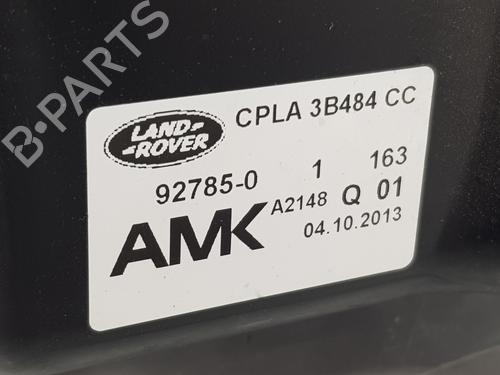 B-PARTS
LAND-
-ROVER
CPLA 3B484 CC
92785-0 1 163
AMK A2148 Q 01
04.10.2013